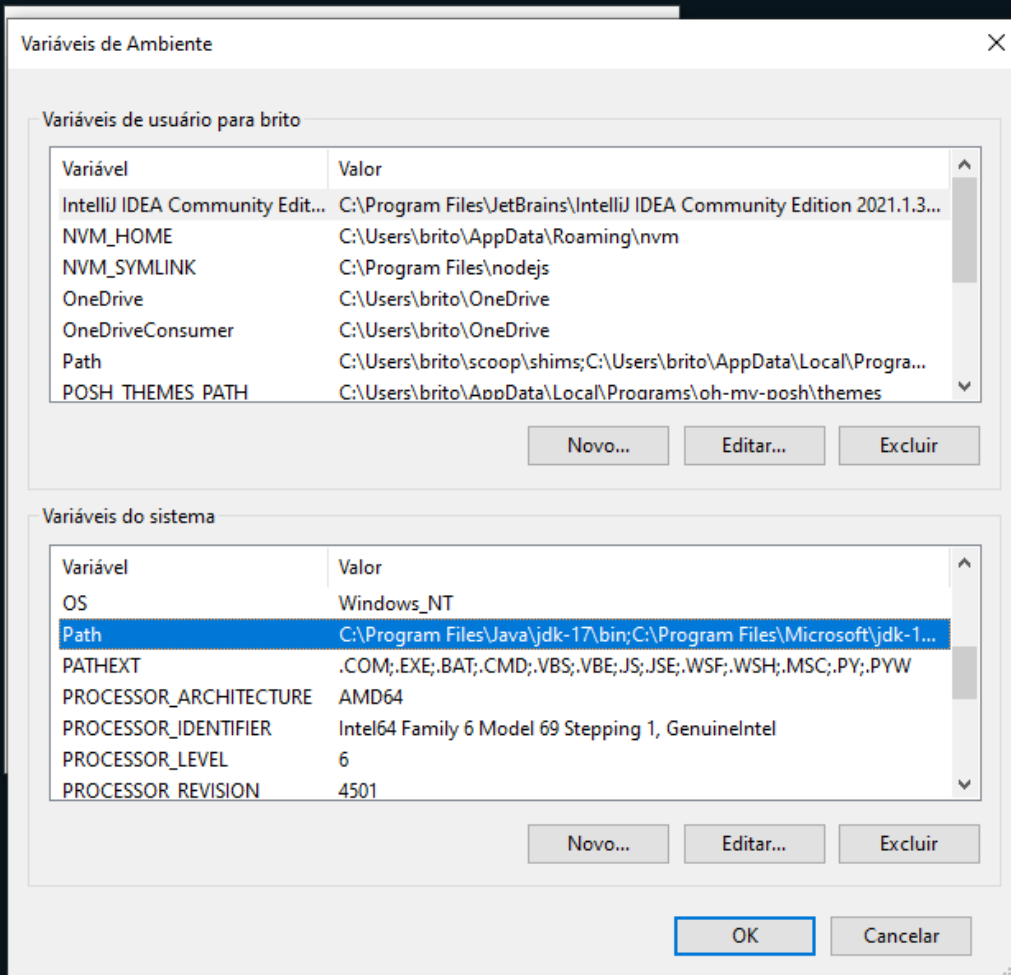 Variáveis de Ambiente
Variáveis de usuário para brito
Variável Valor
IntelliJ IDEA Community Edit... C:\Program Files\JetBrains\IntelliJ IDEA Community Edition 2021.1.3...
NVM_HOME C:\Users\brito\AppData\Roaming\nvm
NVM_SYMLINK C:\Program Files\nodejs
OneDrive C:\Users\brito\OneDrive
OneDriveConsumer C:\Users\brito\OneDrive
Path C:\Users\brito\scoop\shims;C:\Users\brito\AppData\Local\Progra...
POSH_THEMES_PATH C:\Users\brito\AppData\Local\Programs\oh-my-posh\themes
Novo... Editar... Excluir
Variáveis do sistema
Variável Valor
OS Windows_NT
Path C:\Program Files\Java\jdk-17\bin;C:\Program Files\Microsoft\jdk-1...
PATHEXT .COM;.EXE;.BAT;.CMD;.VBS;.VBE;.JS;.JSE;.WSF;.WSH;.MSC;.PY;.PYW
PROCESSOR_ARCHITECTURE AMD64
PROCESSOR_IDENTIFIER Intel64 Family 6 Model 69 Stepping 1, GenuineIntel
PROCESSOR_LEVEL 6
PROCESSOR_REVISION 4501
Novo... Editar... Excluir
OK Cancelar